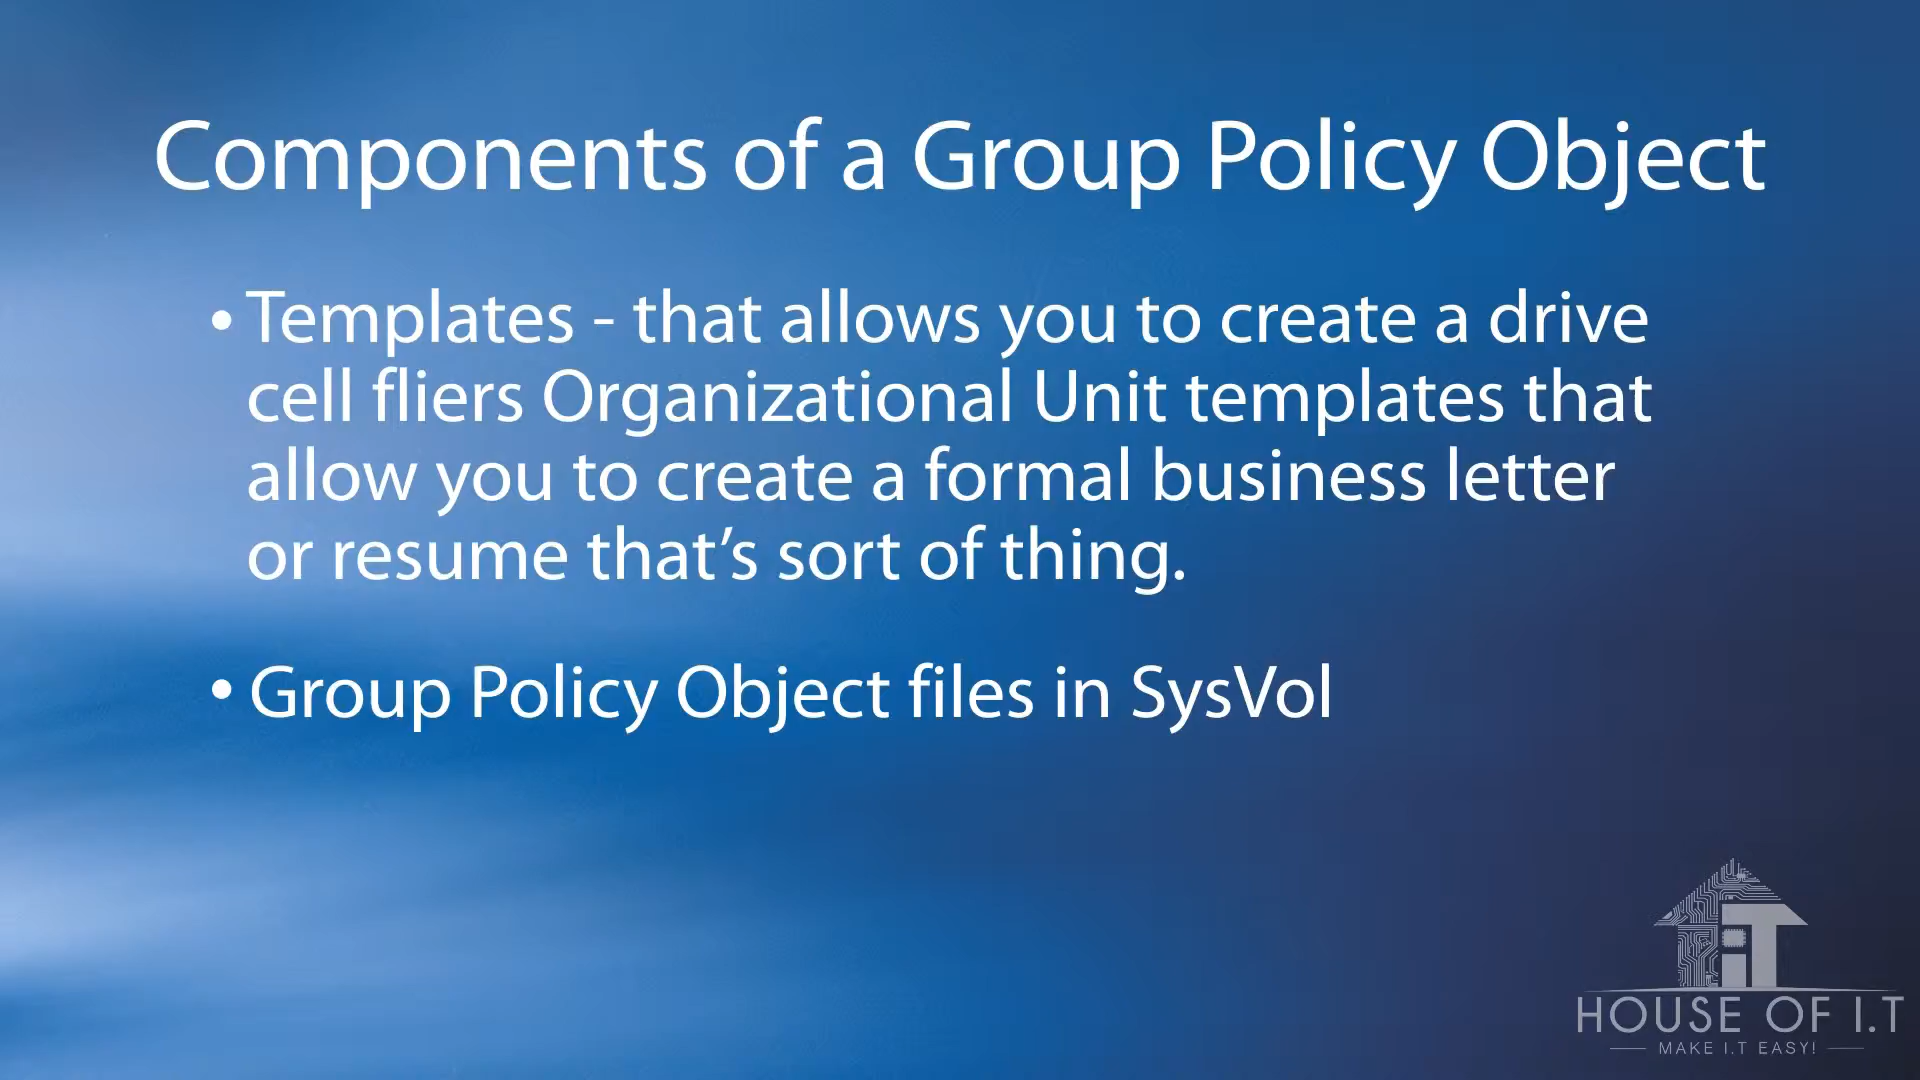 Components of a Group Policy Object
• Templates - that allows you to create a drive
cell fliers Organizational Unit templates that
allow you to create a formal business letter
or resume that’s sort of thing.
• Group Policy Object files in SysVol
iT
HOUSE OF I.T
MAKE I.T EASY!